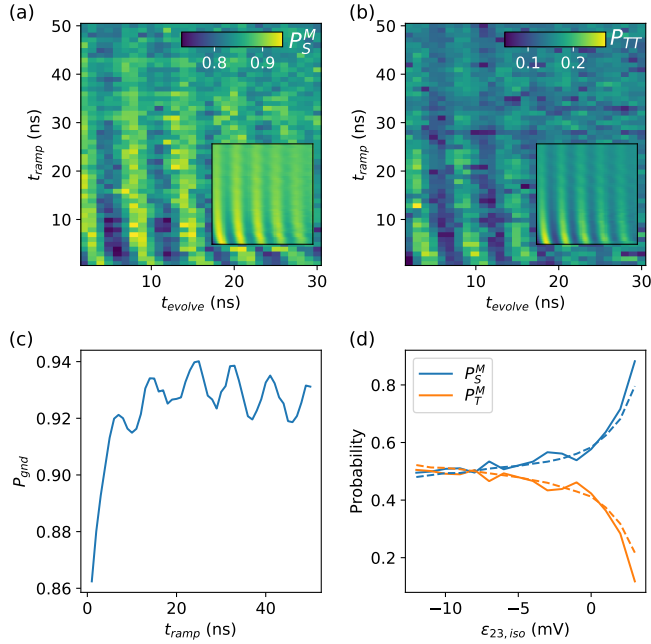 (a)
50
40
30
20
10
t_ramp (ns)
0.8 0.9
P_S^M
10 20 30
t_evolve (ns)
(b)
50
40
30
20
10
t_ramp (ns)
0.1 0.2
P_TT
10 20 30
t_evolve (ns)
(c)
0.94
0.92
0.90
0.88
0.86
P_gnd
0 20 40
t_ramp (ns)
(d)
0.8
0.6
0.4
0.2
Probability
P_S^M
P_T^M
−10 −5 0
ε_23,iso (mV)